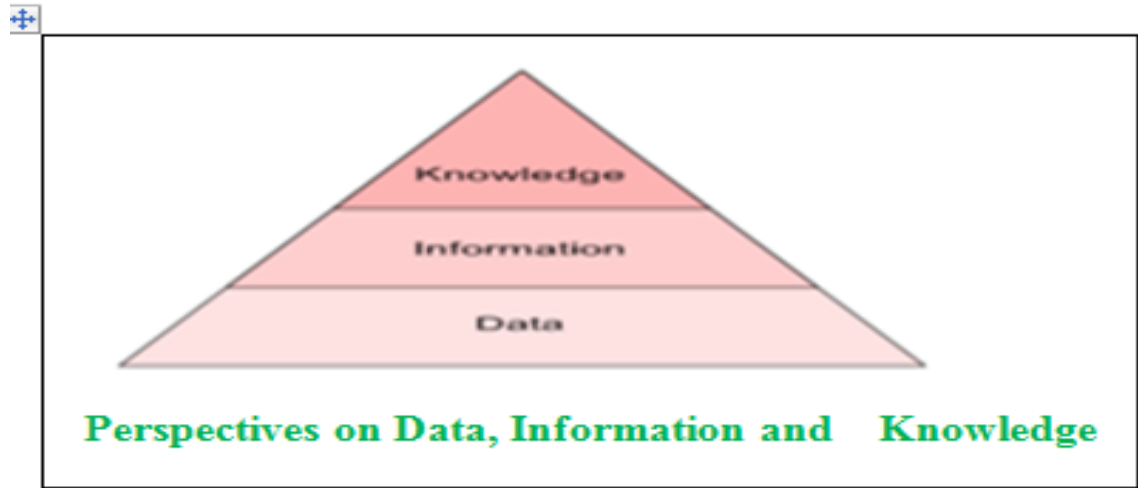 Knowledge
Information
Data
Perspectives on Data, Information and Knowledge